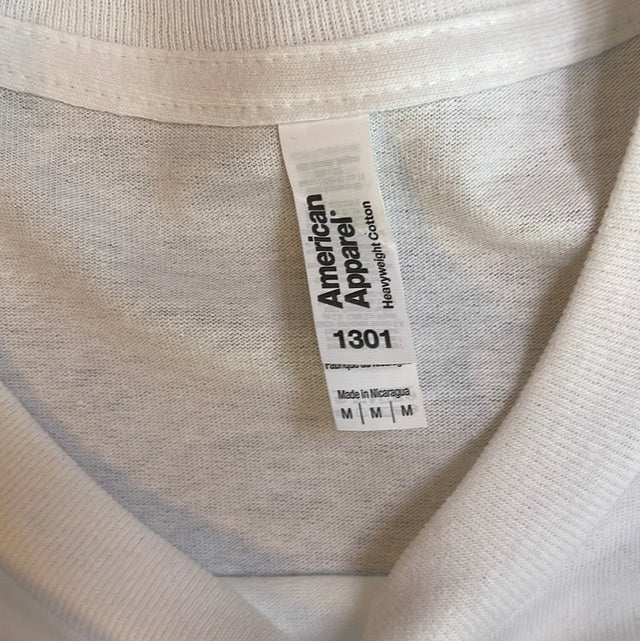 American
Apparel®
Heavyweight Cotton
1301
Made in Nicaragua
M | M | M